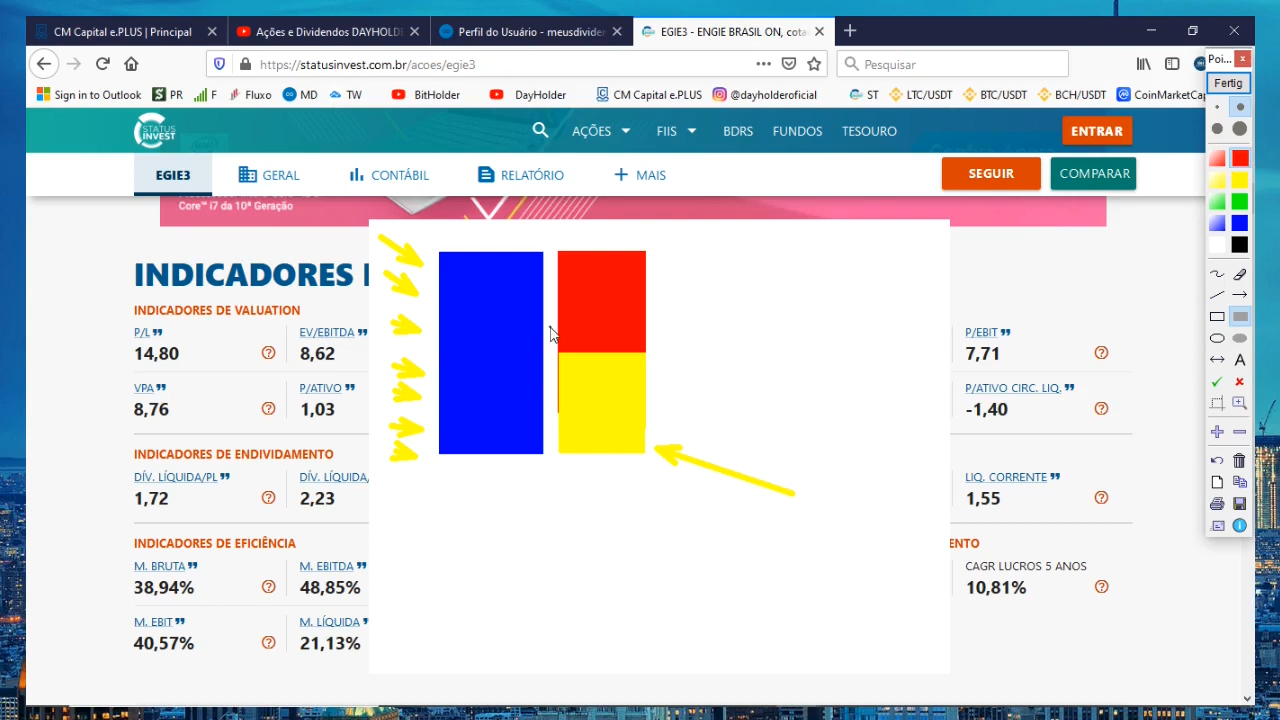 CM Capital e.PLUS | Principal
Ações e Dividendos DAYHOLDE
Perfil do Usuário - meusdivider
EGIE3 - ENGIE BRASIL ON, cota
https://statusinvest.com.br/acoes/egie3
Pesquisar
Poi...
Fertig
Sign in to Outlook
PR
F
Fluxo
MD
TW
BitHolder
Dayholder
CM Capital e.PLUS
@dayholdereficial
ST
LTC/USDT
BTC/USDT
BCH/USDT
CoinMarketCap
STATUS
INVEST
AÇÕES
FIIS
BDRS
FUNDOS
TESOURO
ENTRAR
EGIE3
GERAL
CONTÁBIL
RELATÓRIO
MAIS
SEGUIR
COMPARAR
Core™ i7 da 10ª Geração
INDICADORES
INDICADORES DE VALUATION
P/L
EV/EBITDA
P/EBIT
14,80
8,62
7,71
VPA
P/ATIVO
P/ATIVO CIRC. LIQ.
8,76
1,03
-1,40
INDICADORES DE ENDIVIDAMENTO
DÍV. LÍQUIDA/PL
DÍV. LÍQUIDA/
LIQ. CORRENTE
1,72
2,23
1,55
INDICADORES DE EFICIÊNCIA
ENTO
M. BRUTA
M. EBITDA
CAGR LUCROS 5 ANOS
38,94%
48,85%
10,81%
M. EBIT
M. LÍQUIDA
40,57%
21,13%